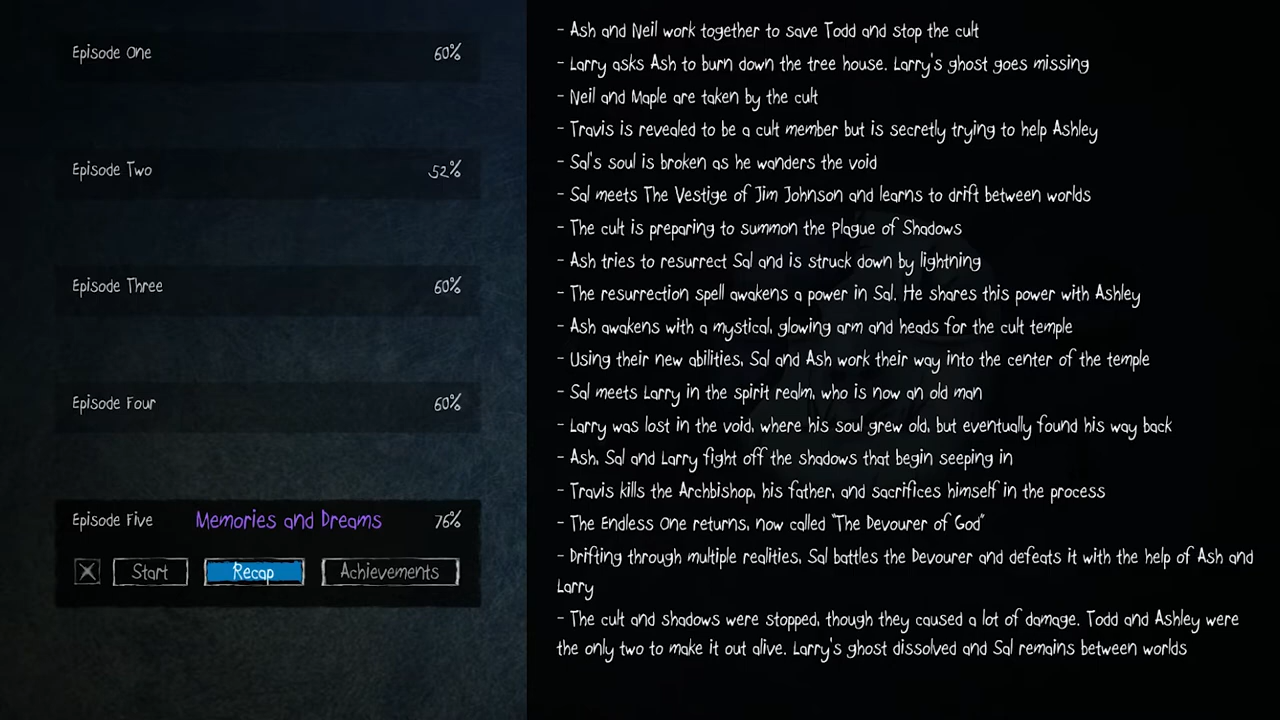 Episode One 60%
Episode Two 52%
Episode Three 60%
Episode Four 60%
Episode Five Memories and Dreams 76%
Start Recap Achievements
- Ash and Neil work together to save Todd and stop the cult
- Larry asks Ash to burn down the tree house. Larry's ghost goes missing
- Neil and Maple are taken by the cult
- Travis is revealed to be a cult member but is secretly trying to help Ashley
- Sal's soul is broken as he wanders the void
- Sal meets The Vestige of Jim Johnson and learns to drift between worlds
- The cult is preparing to summon the Plague of Shadows
- Ash tries to resurrect Sal and is struck down by lightning
- The resurrection spell awakens a power in Sal. He shares this power with Ashley
- Ash awakens with a mystical, glowing arm and heads for the cult temple
- Using their new abilities, Sal and Ash work their way into the center of the temple
- Sal meets Larry in the spirit realm, who is now an old man
- Larry was lost in the void, where his soul grew old, but eventually found his way back
- Ash, Sal and Larry fight off the shadows that begin seeping in
- Travis kills the Archbishop, his father, and sacrifices himself in the process
- The Endless One returns, now called "The Devourer of God"
- Drifting through multiple realities, Sal battles the Devourer and defeats it with the help of Ash and
Larry
- The cult and shadows were stopped, though they caused a lot of damage. Todd and Ashley were
the only two to make it out alive. Larry's ghost dissolved and Sal remains between worlds